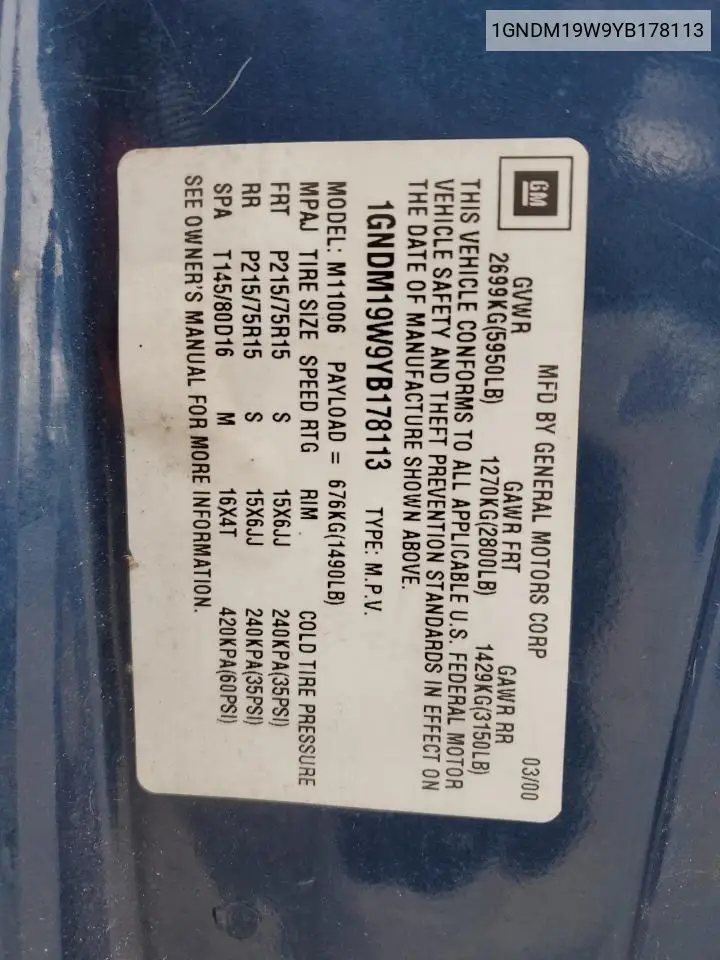 1GNDM19W9YB178113
GM
MFD BY GENERAL MOTORS CORP 03/00
GVWR GAWR FRT GAWR RR
2699KG(5950LB) 1270KG(2800LB) 1429KG(3150LB)
THIS VEHICLE CONFORMS TO ALL APPLICABLE U.S. FEDERAL MOTOR
VEHICLE SAFETY AND THEFT PREVENTION STANDARDS IN EFFECT ON
THE DATE OF MANUFACTURE SHOWN ABOVE.
1GNDM19W9YB178113 TYPE: M.P.V.
MODEL: M11006 PAYLOAD = 676KG(1490LB)
MPAJ TIRE SIZE SPEED RTG RIM COLD TIRE PRESSURE
FRT P215/75R15 S 15X6JJ 240KPA(35PSI)
RR P215/75R15 S 15X6JJ 240KPA(35PSI)
SPA T145/80D16 M 16X4T 420KPA(60PSI)
SEE OWNER'S MANUAL FOR MORE INFORMATION.